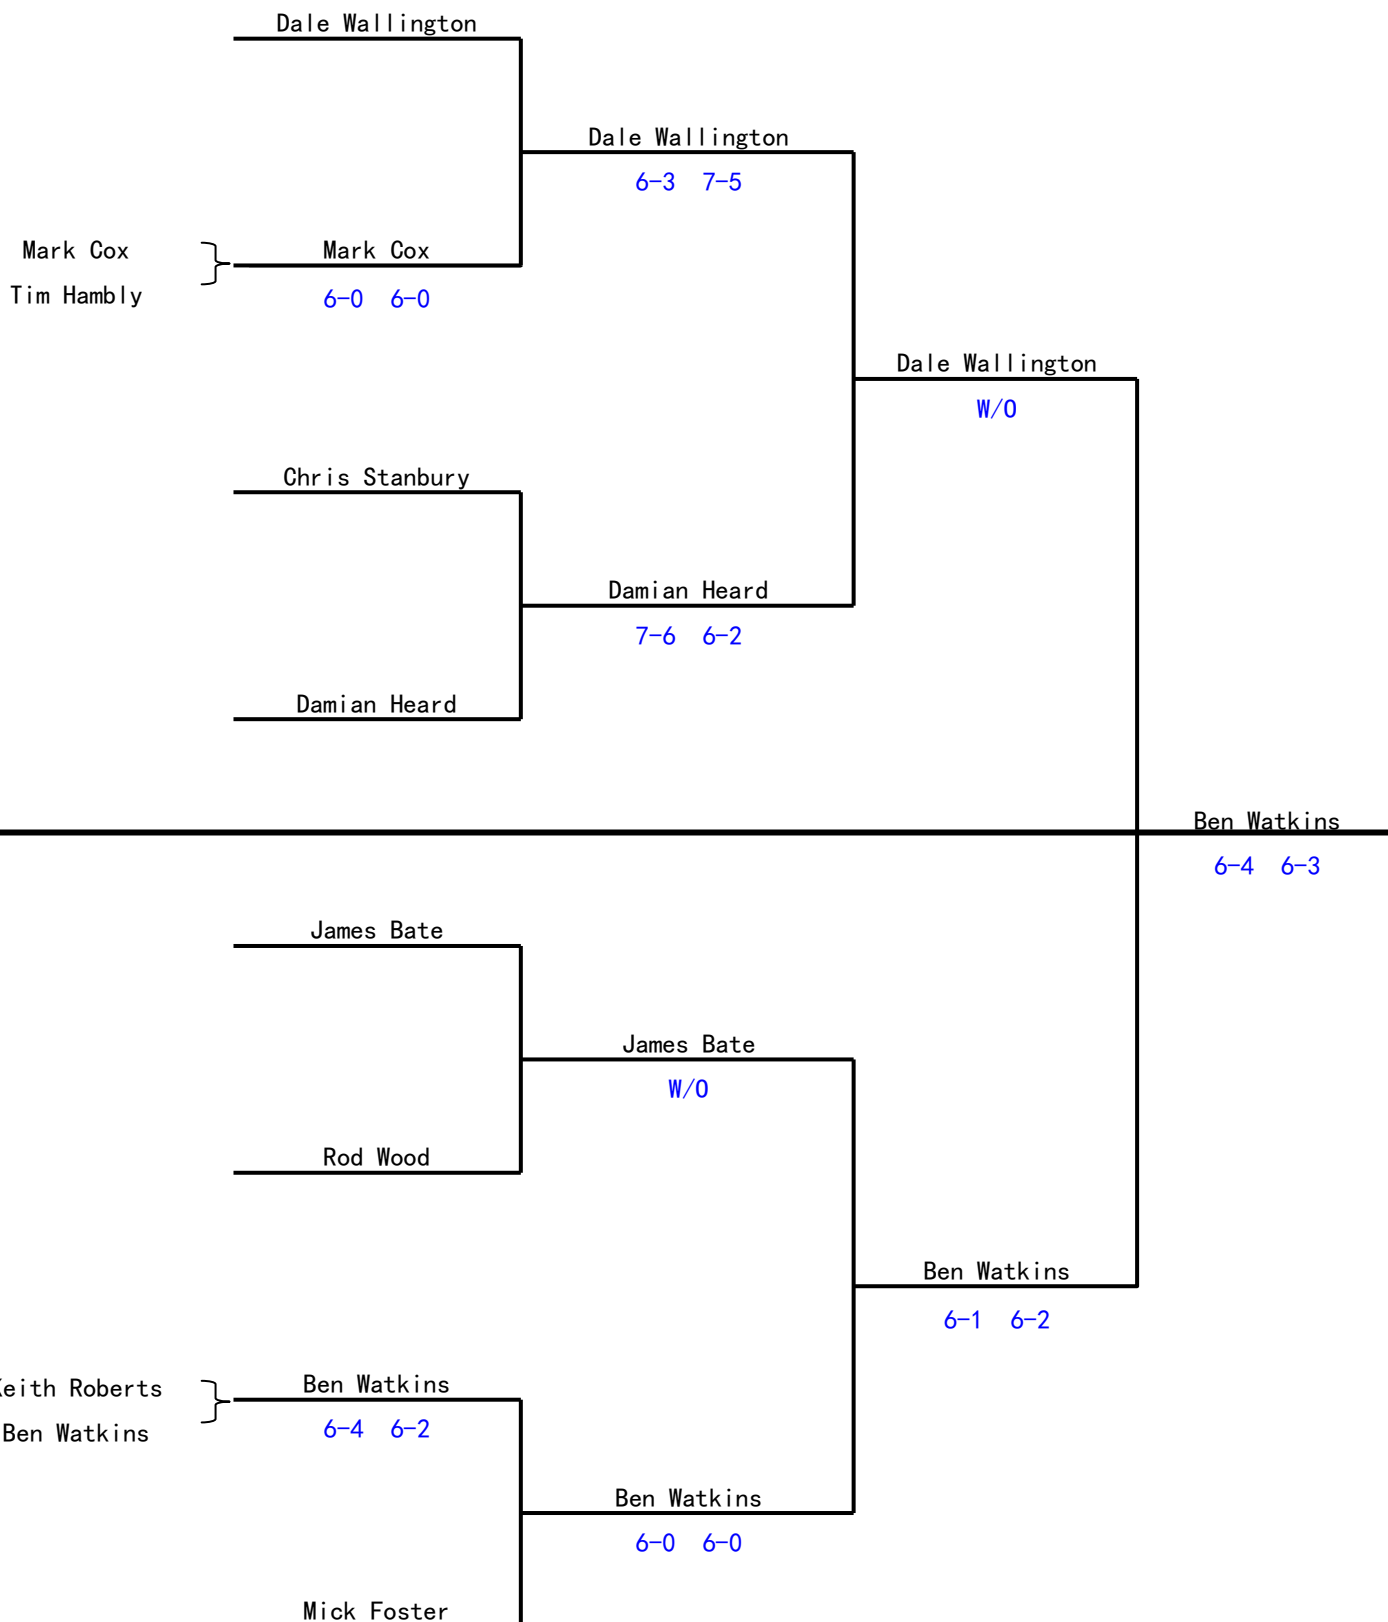 Dale Wallington
Dale Wallington
6-3 7-5
Mark Cox
Mark Cox
Tim Hambly
6-0 6-0
Dale Wallington
W/O
Chris Stanbury
Damian Heard
7-6 6-2
Damian Heard
Ben Watkins
6-4 6-3
James Bate
James Bate
W/O
Rod Wood
Ben Watkins
6-1 6-2
Keith Roberts
Ben Watkins
Ben Watkins
6-4 6-2
Ben Watkins
6-0 6-0
Mick Foster